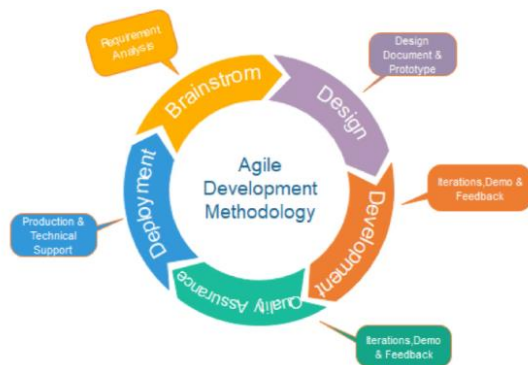 Requirement
Analysis
Brainstrom
Design
Document &
Prototype
Design
Iterations,Demo &
Feedback
Development
Iterations,Demo
& Feedback
Quality Assurance
Production &
Technical
Support
Deployment
Agile
Development
Methodology